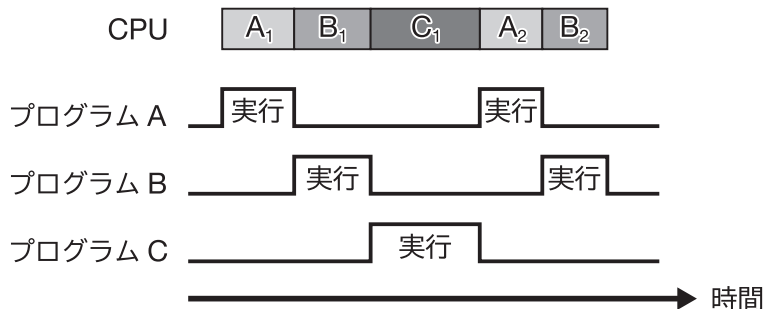 CPU A₁ B₁ C₁ A₂ B₂
プログラム A 実行 実行
プログラム B 実行 実行
プログラム C 実行
時間